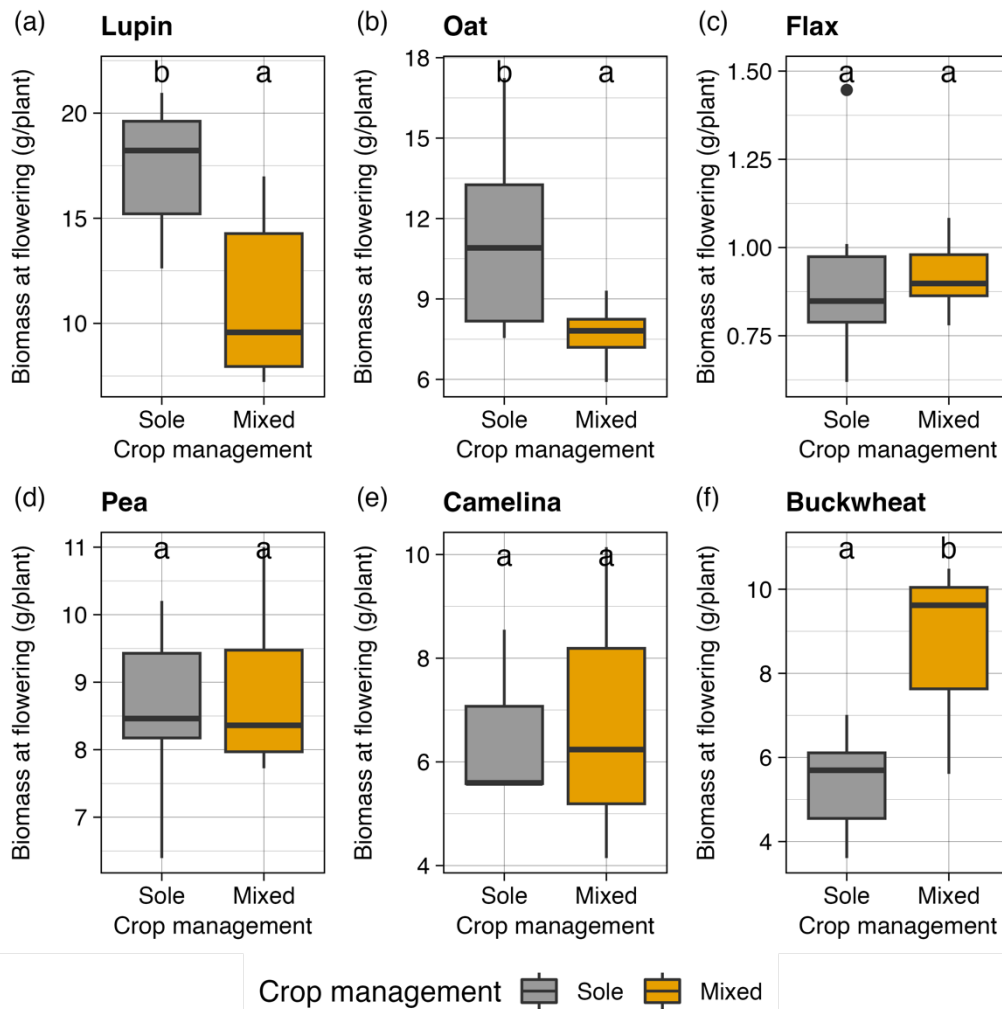 (a) Lupin
Biomass at flowering (g/plant)
20
15
10
b a
Sole Mixed
Crop management
(b) Oat
Biomass at flowering (g/plant)
18
15
12
9
6
b a
Sole Mixed
Crop management
(c) Flax
Biomass at flowering (g/plant)
1.50
1.25
1.00
0.75
a a
Sole Mixed
Crop management
(d) Pea
Biomass at flowering (g/plant)
11
10
9
8
7
a a
Sole Mixed
Crop management
(e) Camelina
Biomass at flowering (g/plant)
10
8
6
4
a a
Sole Mixed
Crop management
(f) Buckwheat
Biomass at flowering (g/plant)
10
8
6
4
a b
Sole Mixed
Crop management
Crop management Sole Mixed